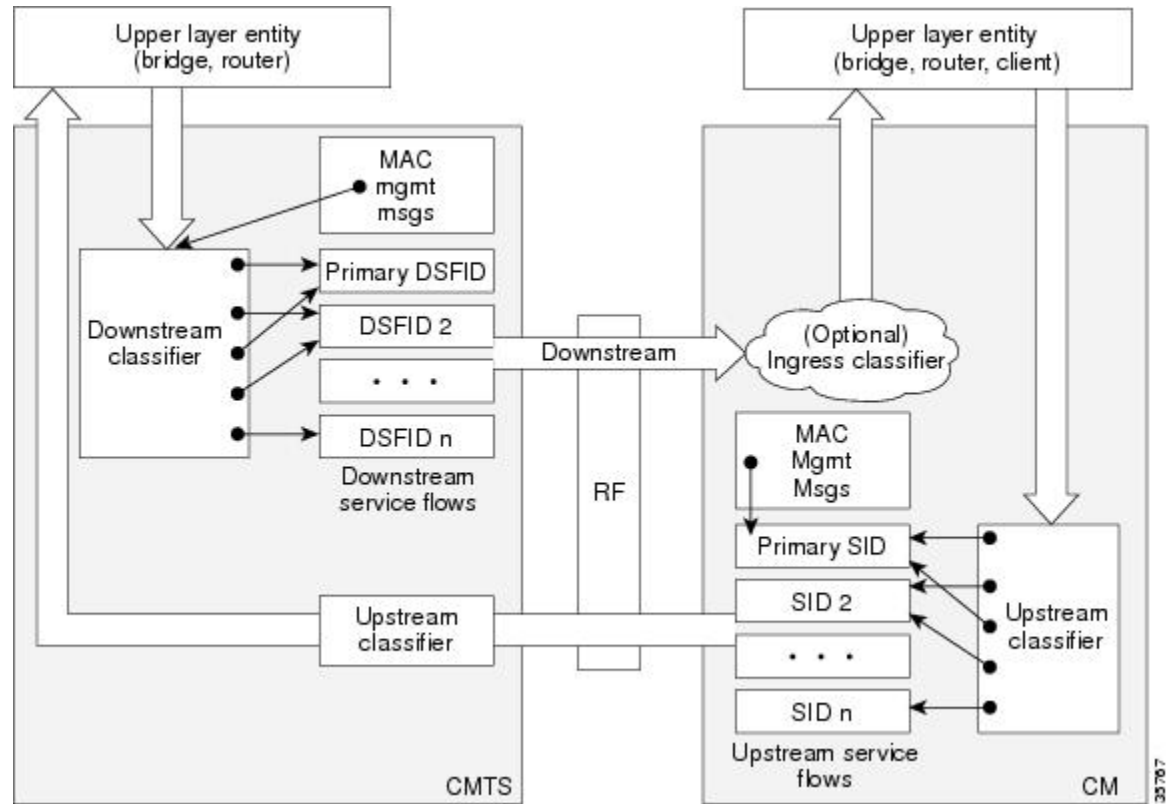 Upper layer entity
(bridge, router)
Upper layer entity
(bridge, router, client)
MAC
mgmt
msgs
Downstream
classifier
Primary DSFID
DSFID 2
. . .
DSFID n
Downstream
service flows
Downstream
RF
(Optional)
Ingress classifier
MAC
Mgmt
Msgs
Primary SID
SID 2
. . .
SID n
Upstream service
flows
Upstream
classifier
Upstream
classifier
CMTS
CM
35767